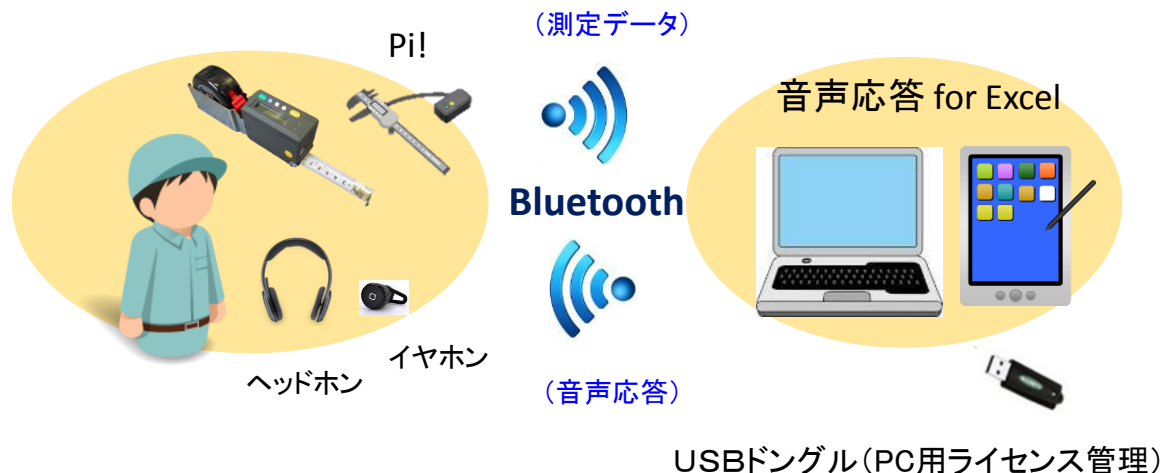 Pi!
（測定データ）
音声応答 for Excel
Bluetooth
イヤホン
ヘッドホン
（音声応答）
ＵＳＢドングル（PC用ライセンス管理）